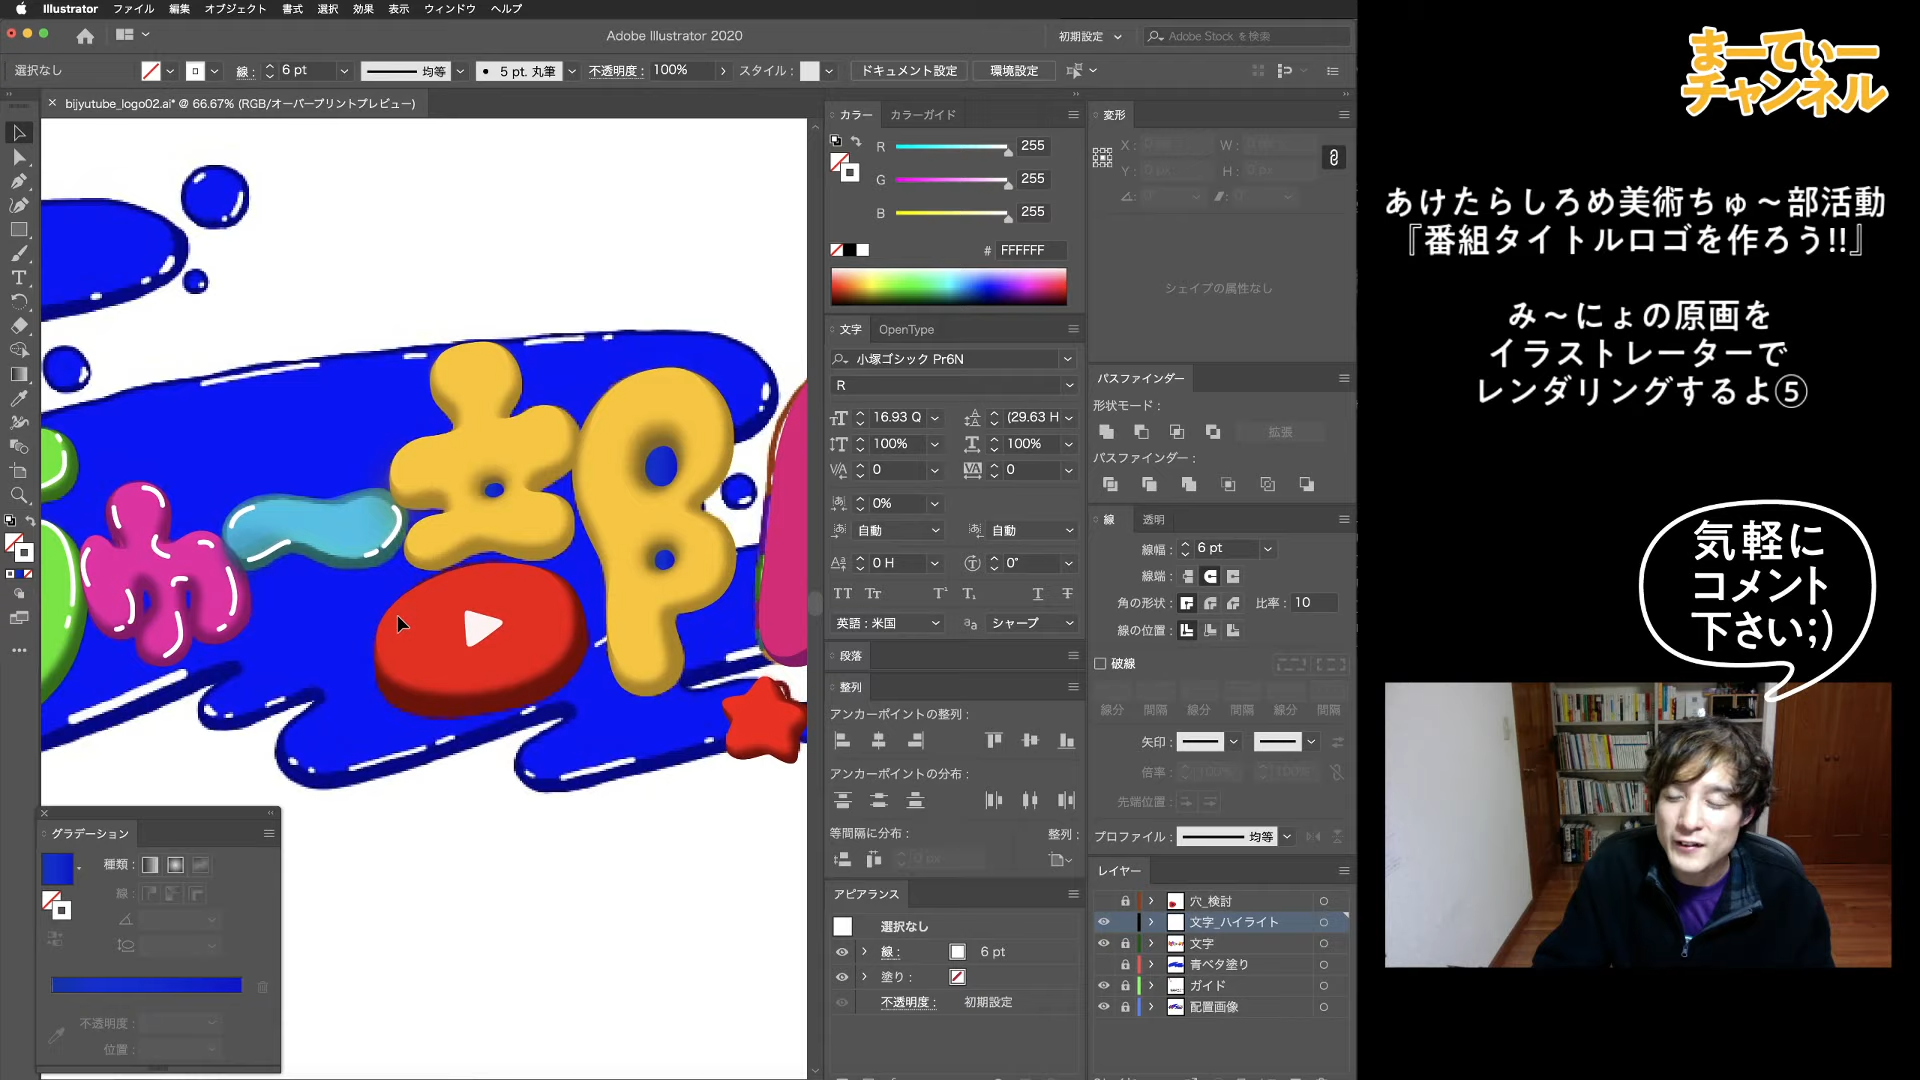 Illustrator ファイル 編集 オブジェクト 書式 選択 効果 表示 ウィンドウ ヘルプ
Adobe Illustrator 2020
初期設定
Adobe Stock を検索
選択なし
線 : 6 pt
均等
5 pt. 丸筆
不透明度 : 100%
スタイル :
ドキュメント設定
環境設定
bijyutube_logo02.ai* @ 66.67% (RGB/オーバープリントプレビュー)
カラー カラーガイド
R 255
G 255
B 255
# FFFFFF
文字 OpenType
小塚ゴシック Pr6N
R
16.93 Q (29.63 H
100% 100%
0 0
0%
自動 自動
0 H 0°
英語 : 米国 シャープ
段落
整列
アンカーポイントの整列 :
アンカーポイントの分布 :
等間隔に分布 : 整列 :
0 px
アピアランス
選択なし
線 : 6 pt
塗り :
不透明度 : 初期設定
変形
X : W :
Y : H :
シェイプの属性なし
パスファインダー
形状モード :
拡張
パスファインダー :
線 透明
線幅 : 6 pt
線端 :
角の形状 : 比率 : 10
線の位置 :
破線
線分 間隔 線分 間隔 線分 間隔
矢印 :
倍率 : 100% 100%
先端位置 :
プロファイル : 均等
レイヤー
穴_検討
文字_ハイライト
文字
青ベタ塗り
ガイド
配置画像
グラデーション
種類 :
線 :
不透明度 :
位置 :
ホ
部
まーてぃー
チャンネル
あけたらしろめ美術ちゅ～部活動
『番組タイトルロゴを作ろう!!』
み～にょの原画を
イラストレーターで
レンダリングするよ⑤
気軽に
コメント
下さい;)